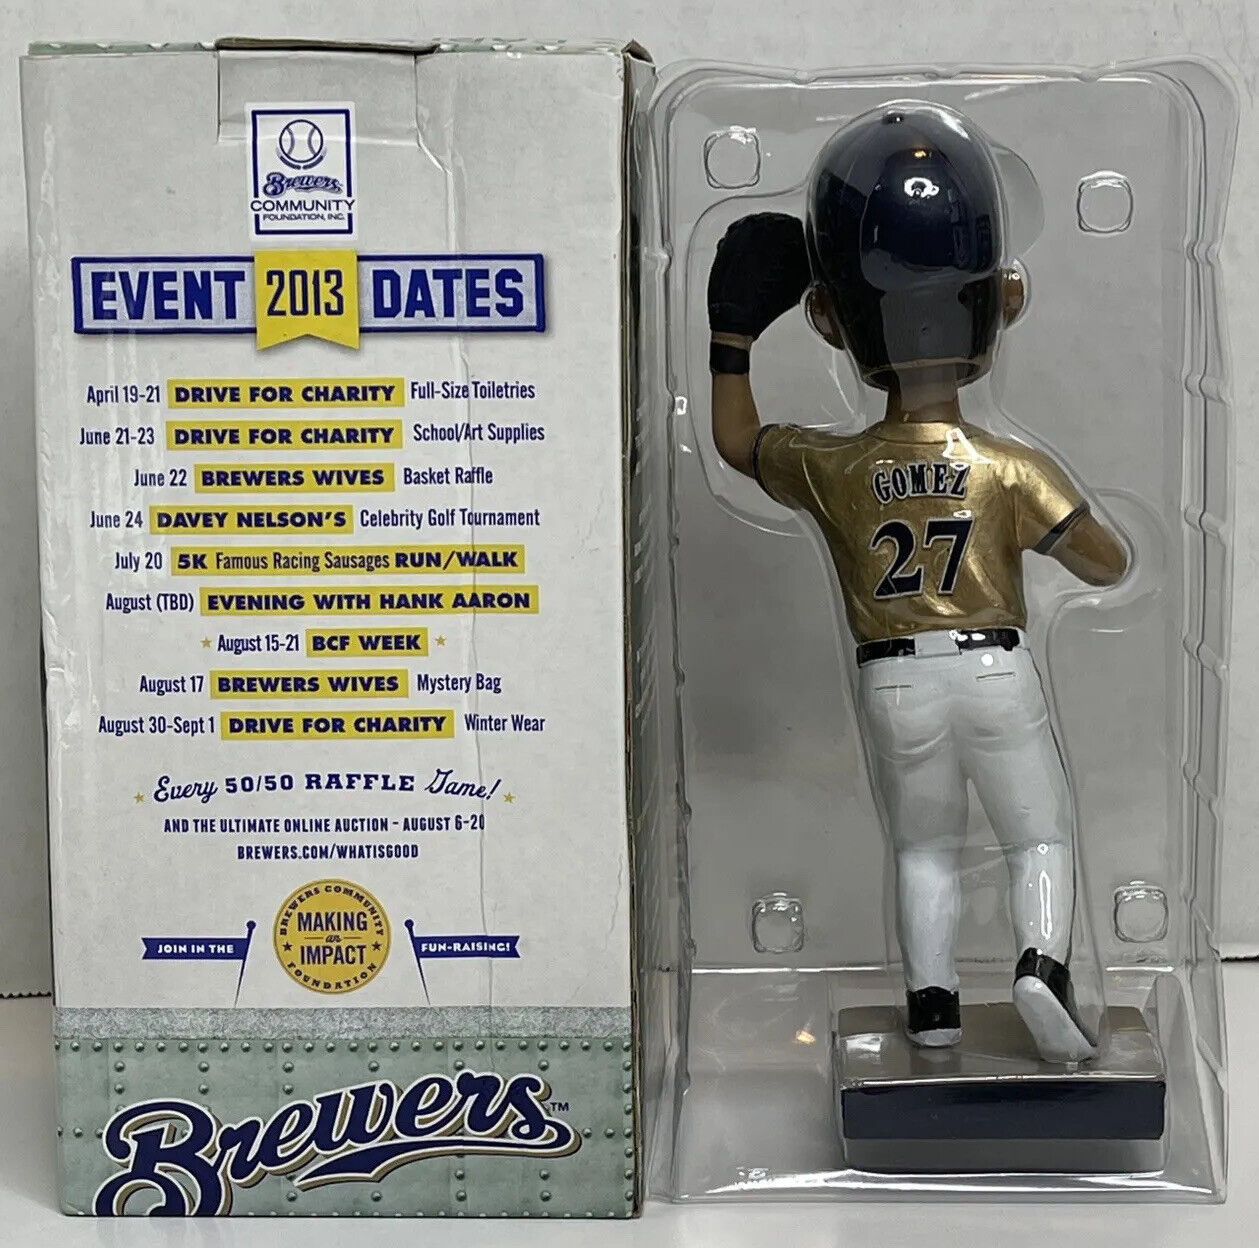 Brewers
COMMUNITY
FOUNDATION, INC.
EVENT 2013 DATES
April 19-21 DRIVE FOR CHARITY Full-Size Toiletries
June 21-23 DRIVE FOR CHARITY School/Art Supplies
June 22 BREWERS WIVES Basket Raffle
June 24 DAVEY NELSON'S Celebrity Golf Tournament
July 20 5K Famous Racing Sausages RUN/WALK
August (TBD) EVENING WITH HANK AARON
August 15-21 BCF WEEK
August 17 BREWERS WIVES Mystery Bag
August 30-Sept 1 DRIVE FOR CHARITY Winter Wear
Every 50/50 RAFFLE Game!
AND THE ULTIMATE ONLINE AUCTION - AUGUST 6-20
BREWERS.COM/WHATISGOOD
JOIN IN THE
BREWERS COMMUNITY
MAKING
an
IMPACT
FOUNDATION
FUN-RAISING!
Brewers™
GOMEZ
27